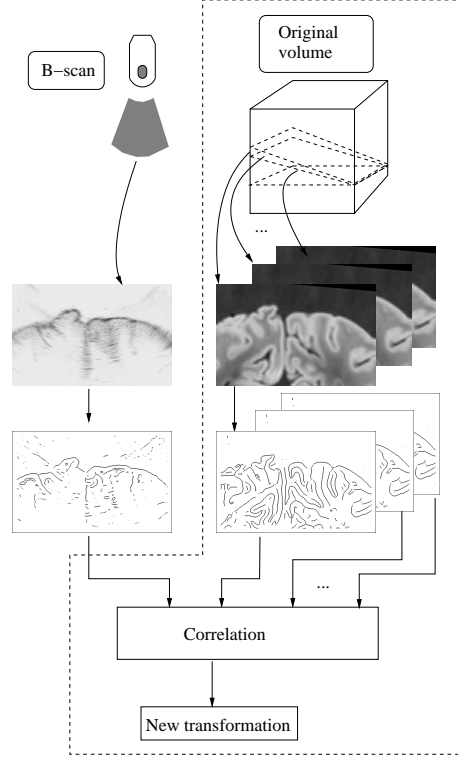 Original
volume
B−scan
...
...
Correlation
New transformation